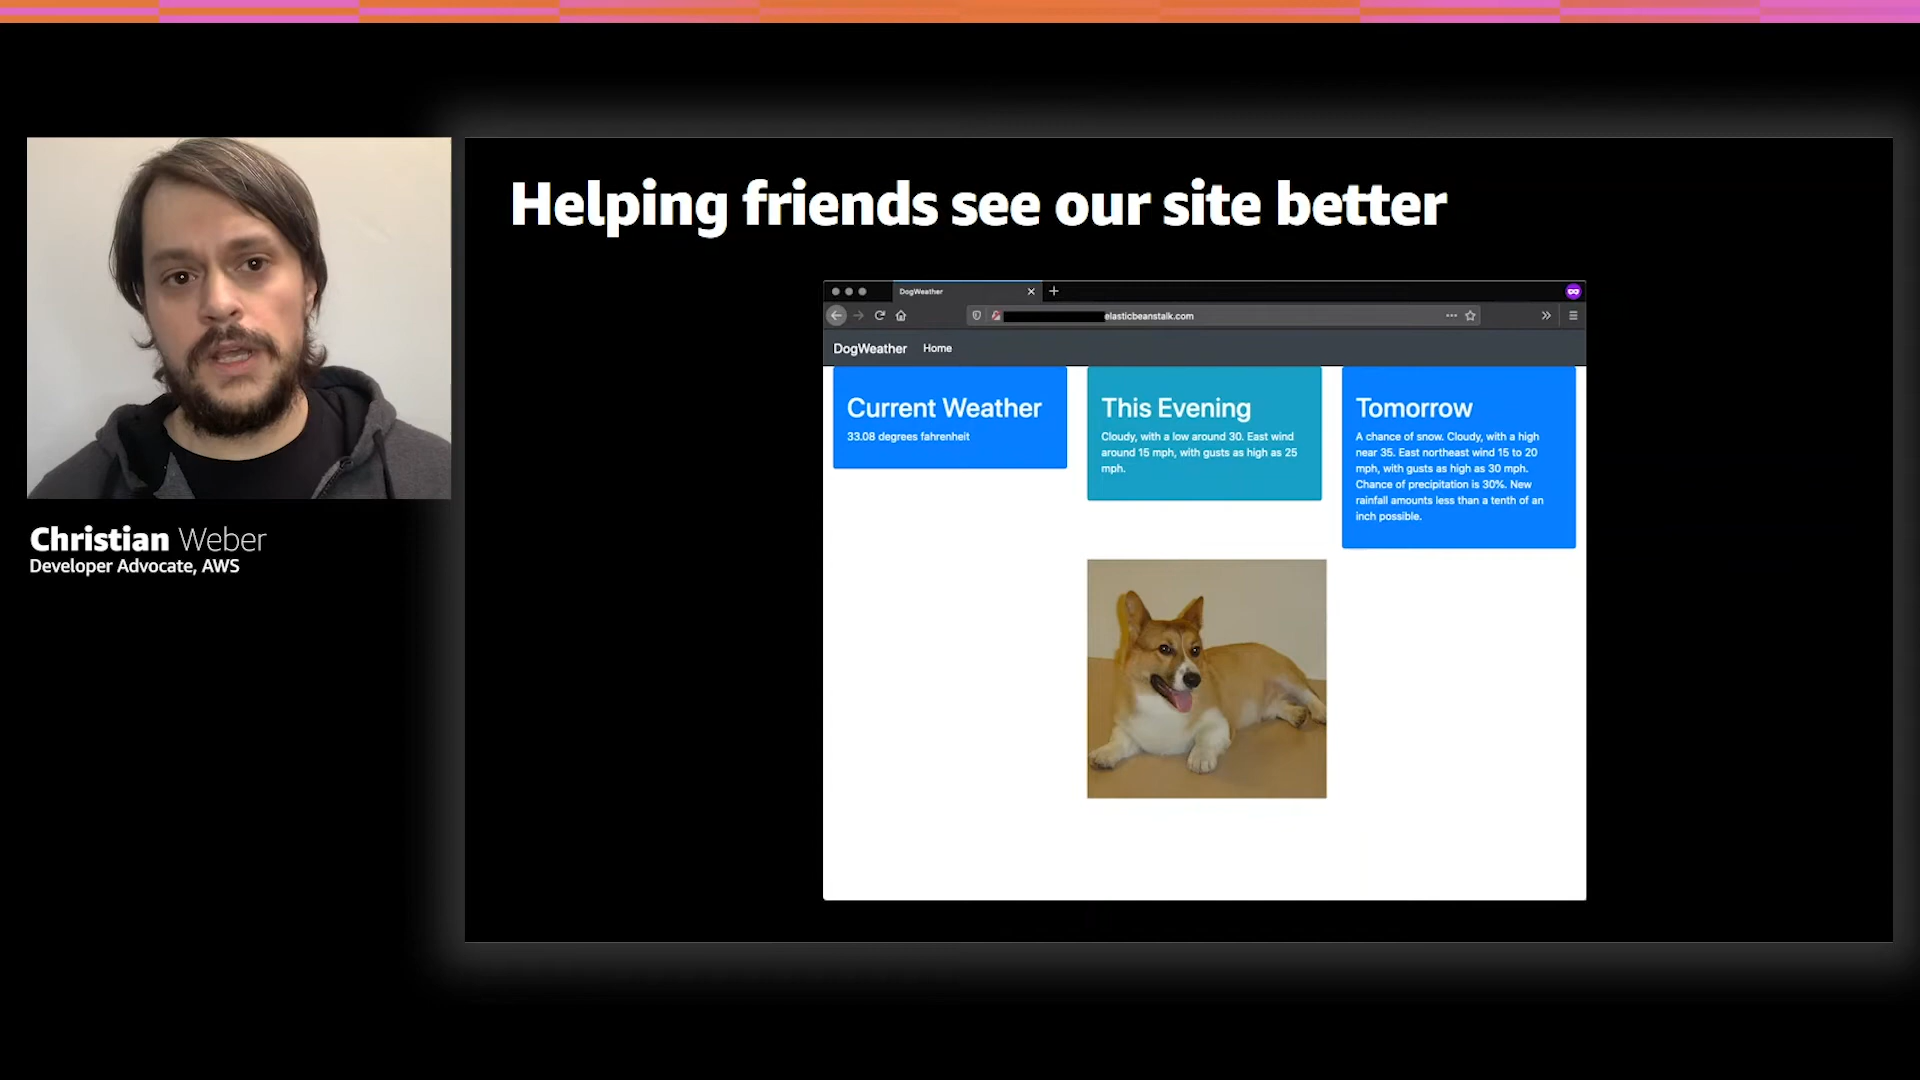 Helping friends see our site better
DogWeather
elasticbeanstalk.com
DogWeather Home
Current Weather
33.08 degrees fahrenheit
This Evening
Cloudy, with a low around 30. East wind
around 15 mph, with gusts as high as 25
mph.
Tomorrow
A chance of snow. Cloudy, with a high
near 35. East northeast wind 15 to 20
mph, with gusts as high as 30 mph.
Chance of precipitation is 30%. New
rainfall amounts less than a tenth of an
inch possible.
Christian Weber
Developer Advocate, AWS